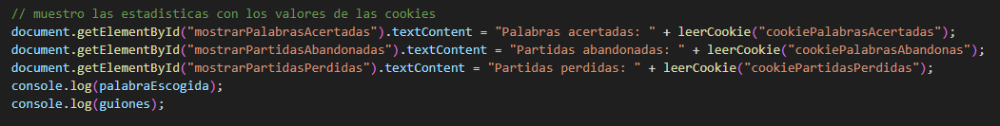 // muestro las estadisticas con los valores de las cookies
document.getElementById("mostrarPalabrasAcertadas").textContent = "Palabras acertadas: " + leerCookie("cookiePalabrasAcertadas");
document.getElementById("mostrarPartidasAbandonadas").textContent = "Partidas abandonadas: " + leerCookie("cookiePalabrasAbandonas");
document.getElementById("mostrarPartidasPerdidas").textContent = "Partidas perdidas: " + leerCookie("cookiePartidasPerdidas");
console.log(palabraEscogida);
console.log(guiones);